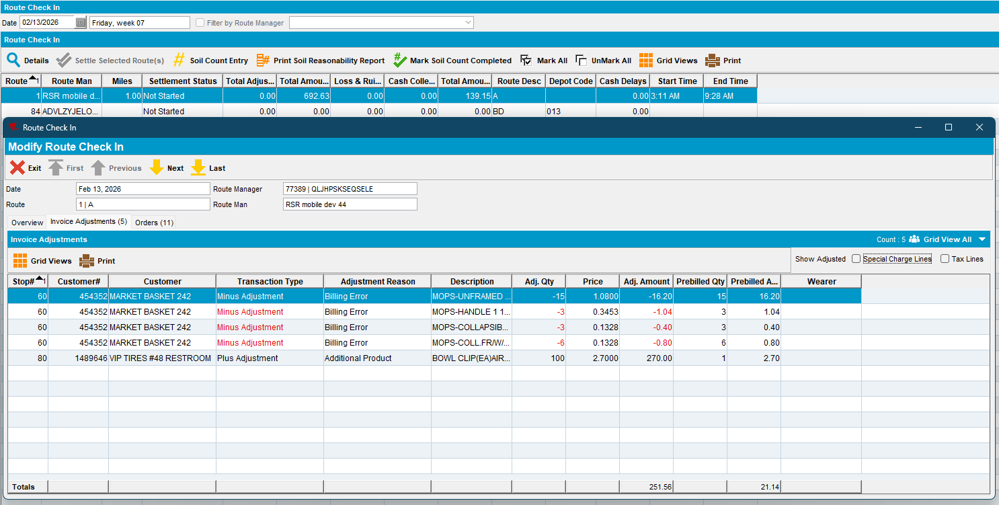 Route Check In
Date 02/13/2026 16 Friday, week 07 Filter by Route Manager
Route Check In
Details Settle Selected Route(s) # Soil Count Entry Print Soil Reasonability Report Mark Soil Count Completed Mark All UnMark All Grid Views Print
Route 1 Route Man Miles Settlement Status Total Adjus... Total Amou... Loss & Rui... Cash Colle... Total Amou... Route Desc Depot Code Cash Delays Start Time End Time
1 RSR mobile d... 1.00 Not Started 0.00 692.63 0.00 0.00 139.15 A 0.00 3:11 AM 9:28 AM
84 ADVLZYJELO... Not Started 0.00 0.00 0.00 0.00 0.00 BD 013 0.00
Route Check In
Modify Route Check In
Exit First Previous Next Last
Date Feb 13, 2026 Route Manager 77389 | QLJHPSKSEQSELE
Route 1 | A Route Man RSR mobile dev 44
Overview Invoice Adjustments (5) Orders (11)
Invoice Adjustments Count : 5 Grid View All
Grid Views Print Show Adjusted Special Charge Lines Tax Lines
Stop# 1 Customer# Customer Transaction Type Adjustment Reason Description Adj. Qty Price Adj. Amount Prebilled Qty Prebilled A... Wearer
60 454352 MARKET BASKET 242 Minus Adjustment Billing Error MOPS-UNFRAMED ... -15 1.0800 -16.20 15 16.20
60 454352 MARKET BASKET 242 Minus Adjustment Billing Error MOPS-HANDLE 1 1... -3 0.3453 -1.04 3 1.04
60 454352 MARKET BASKET 242 Minus Adjustment Billing Error MOPS-COLLAPSIB... -3 0.1328 -0.40 3 0.40
60 454352 MARKET BASKET 242 Minus Adjustment Billing Error MOPS-COLL.FR/W/... -6 0.1328 -0.80 6 0.80
80 1489646 VIP TIRES #48 RESTROOM Plus Adjustment Additional Product BOWL CLIP(EA)AIR... 100 2.7000 270.00 1 2.70
Totals 251.56 21.14